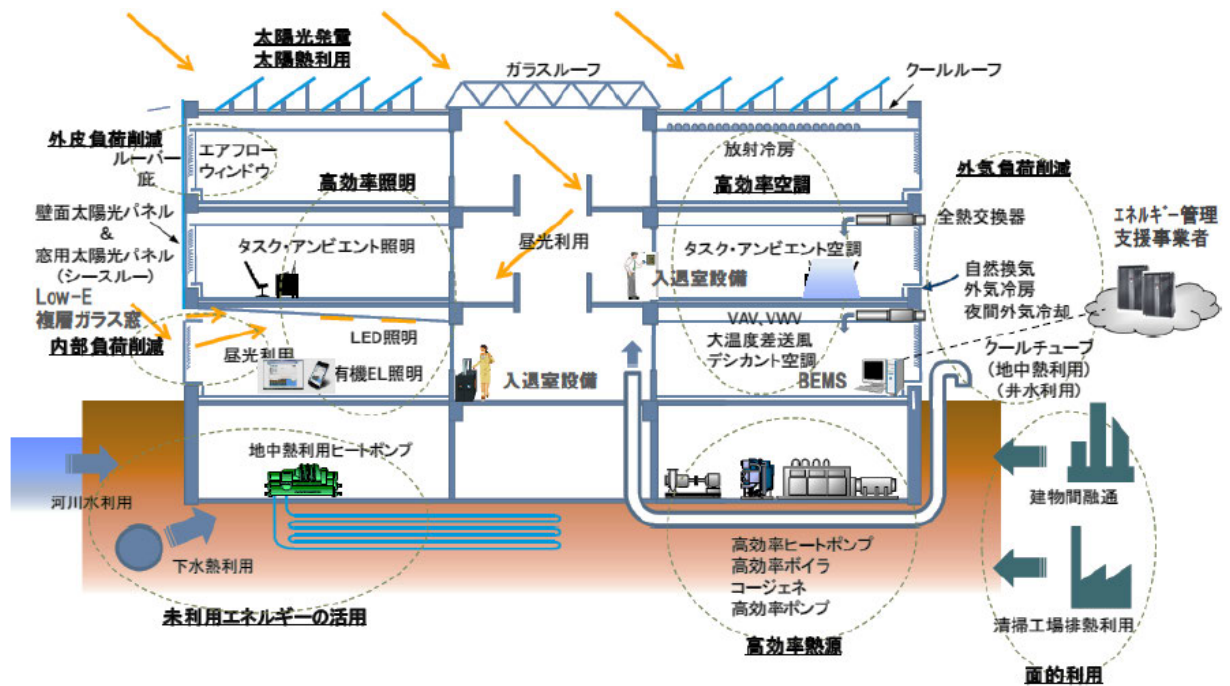 太陽光発電
太陽熱利用
ガラスルーフ
クールルーフ
外皮負荷削減
ルーバー
庇
エアフロー
ウィンドウ
高効率照明
放射冷房
高効率空調
外気負荷削減
壁面太陽光パネル
&
窓用太陽光パネル
(シースルー)
タスク・アンビエント照明
昼光利用
入退室設備
タスク・アンビエント空調
全熱交換器
エネルギー管理
支援事業者
自然換気
外気冷房
夜間外気冷却
Low-E
複層ガラス窓
内部負荷削減
昼光利用
LED照明
有機EL照明
入退室設備
VAV、VWV
大温度差送風
デシカント空調
BEMS
クールチューブ
(地中熱利用)
(井水利用)
地中熱利用ヒートポンプ
河川水利用
下水熱利用
未利用エネルギーの活用
高効率ヒートポンプ
高効率ボイラ
コージェネ
高効率ポンプ
高効率熱源
建物間融通
清掃工場排熱利用
面的利用